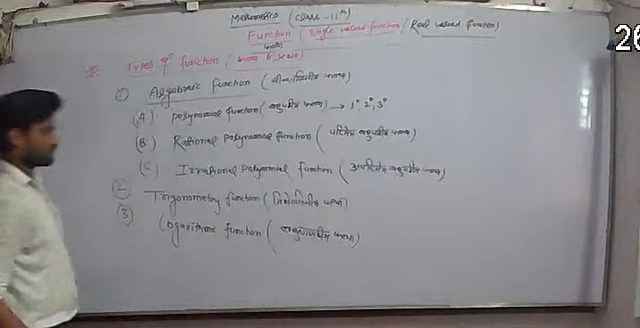 Mathematics (class - 11th)
Function (Single valued function / Real valued function)
* Types of function (
① Algebraic function (बीजगणितीय फलन)
(A) Polynomial function (बहुपदीय फलन) → 1°, 2°, 3°
(B) Rational polynomial function (परिमेय बहुपदीय फलन)
(C) Irrational polynomial function (अपरिमेय बहुपदीय फलन)
② Trigonometry function (त्रिकोणमितीय फलन)
③ Logarithmic function (लघुगणकीय फलन)
26